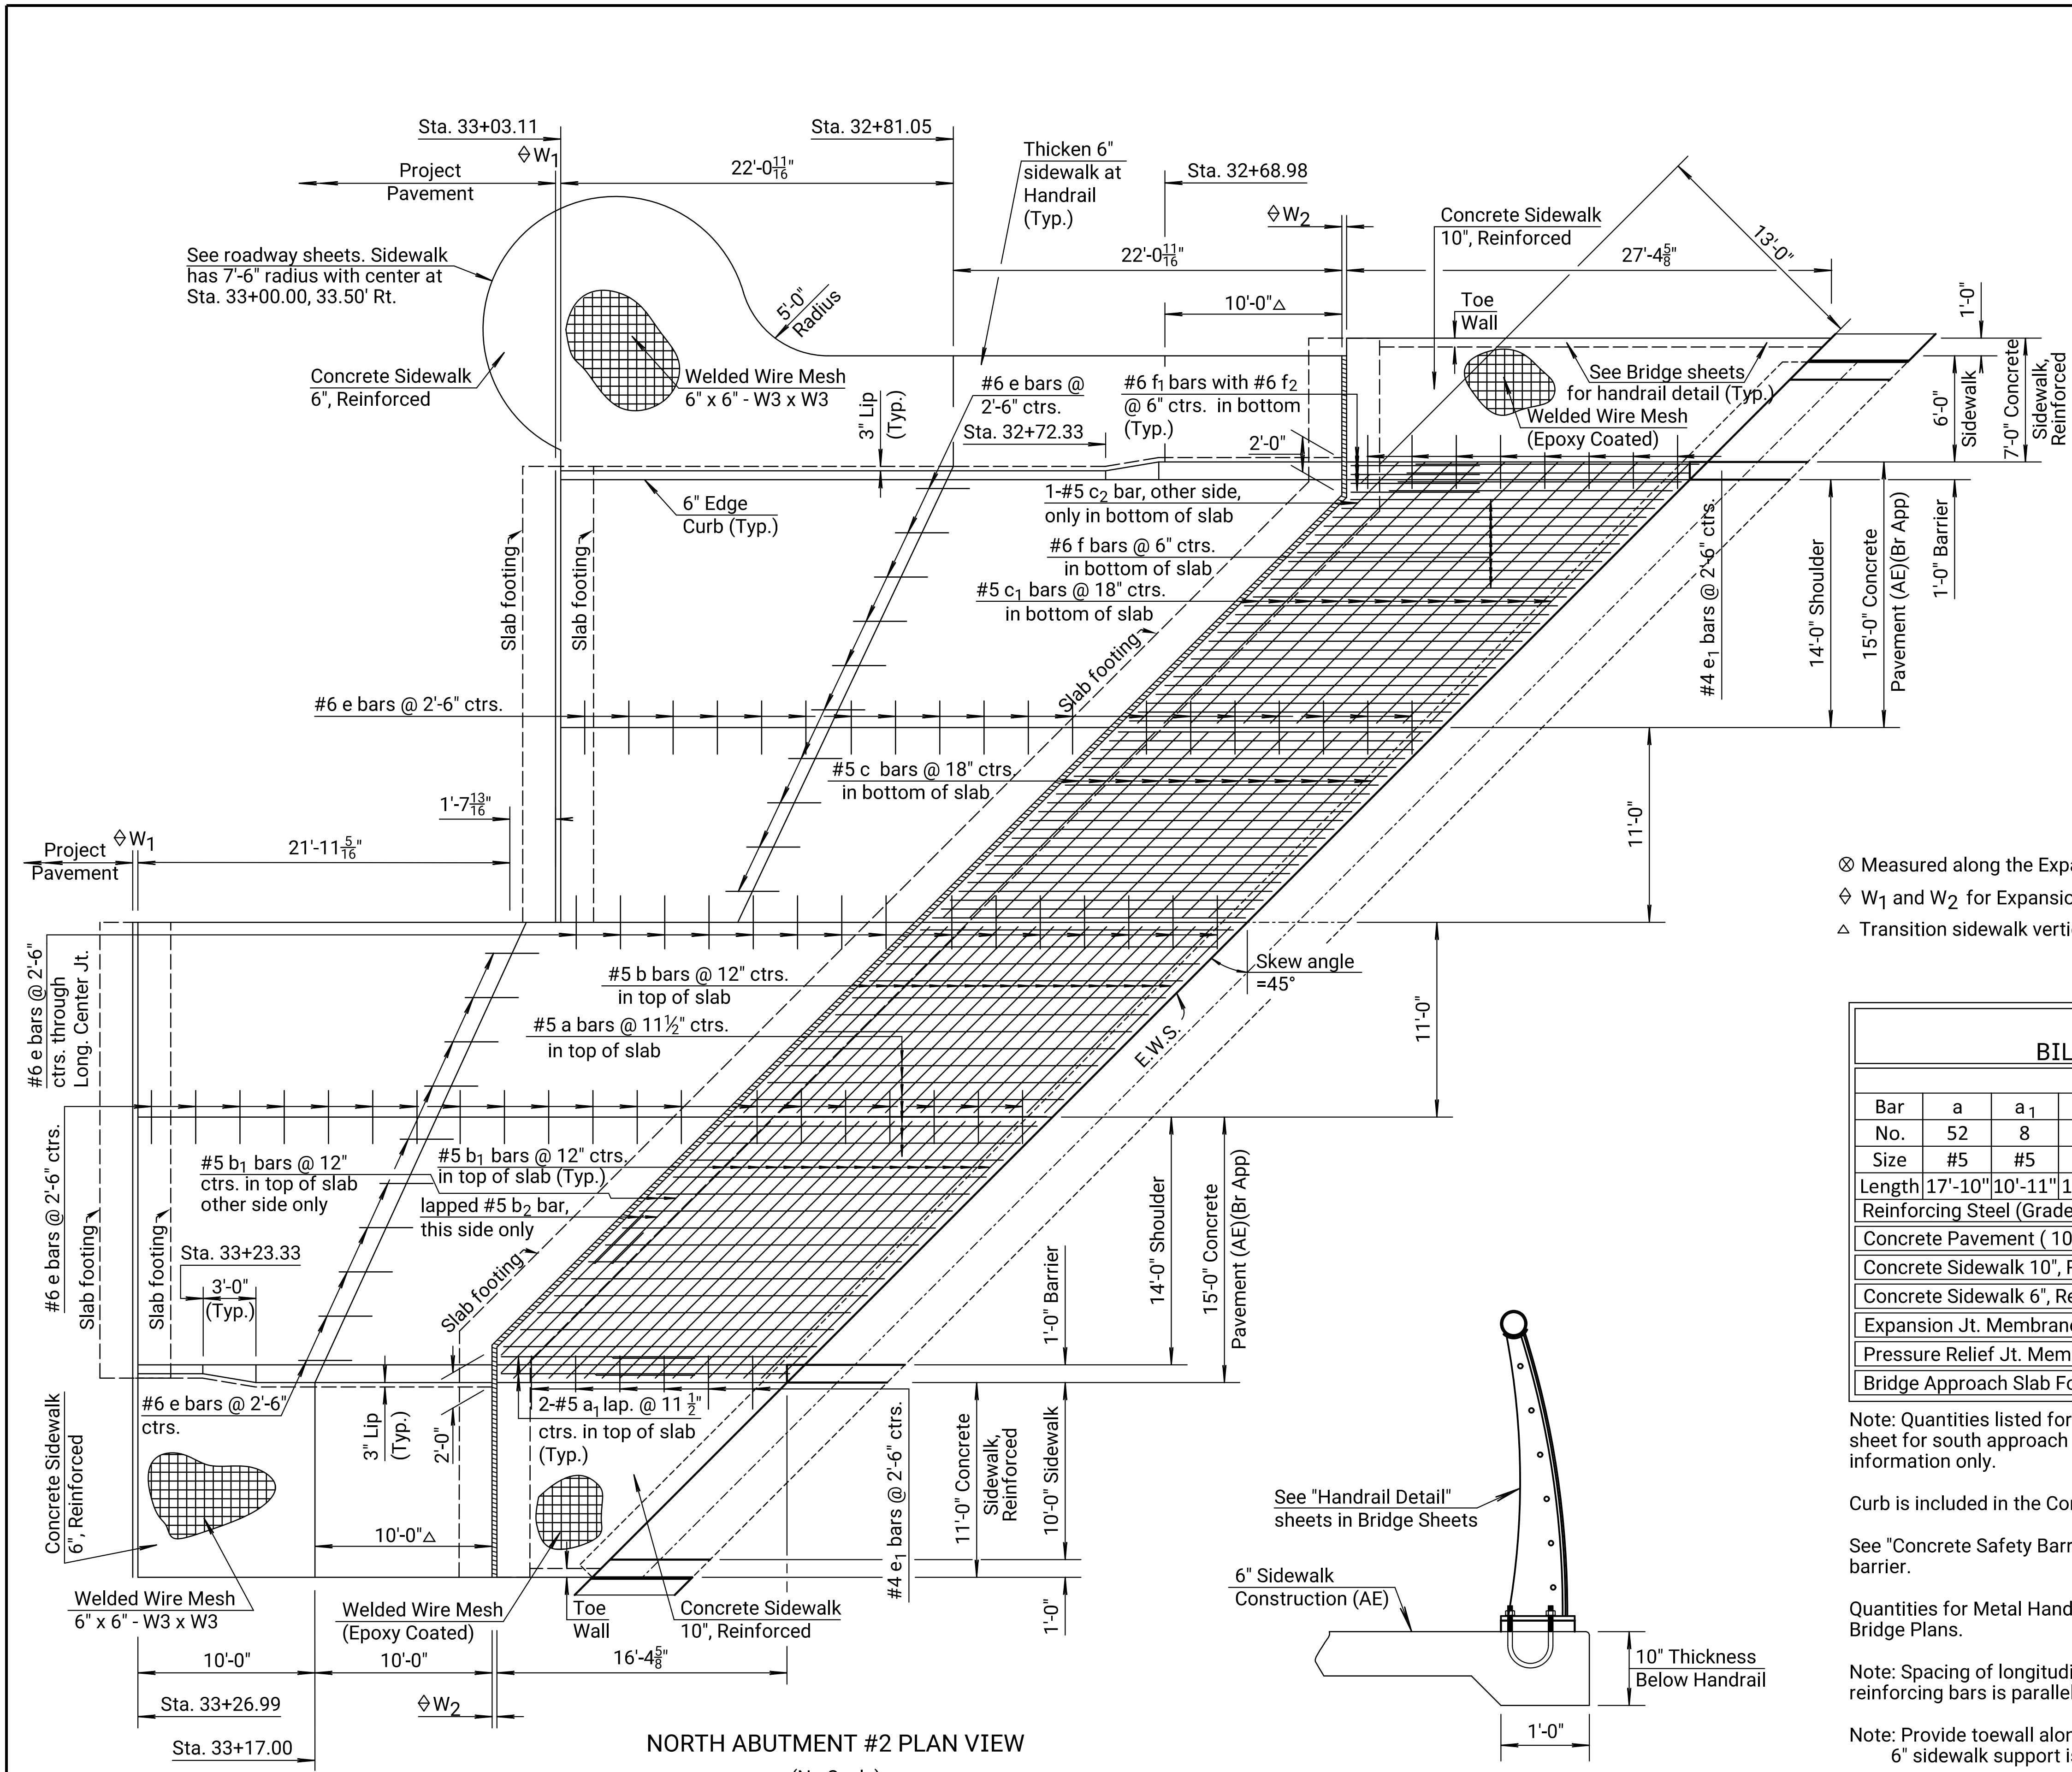 Sta. 33+03.11
Sta. 32+81.05
◊W1
Project
Pavement
22'-0 11/16"
Thicken 6"
sidewalk at
Handrail
(Typ.)
Sta. 32+68.98
◊W2
Concrete Sidewalk
10", Reinforced
13'-0"
See roadway sheets. Sidewalk
has 7'-6" radius with center at
Sta. 33+00.00, 33.50' Rt.
22'-0 11/16"
27'-4 5/8"
5'-0"
Radius
10'-0"△
Toe
Wall
1'-0"
Concrete Sidewalk
6", Reinforced
Welded Wire Mesh
6" x 6" - W3 x W3
3" Lip
(Typ.)
#6 e bars @
2'-6" ctrs.
#6 f1 bars with #6 f2
@ 6" ctrs. in bottom
(Typ.)
See Bridge sheets
for handrail detail (Typ.)
Welded Wire Mesh
(Epoxy Coated)
6'-0"
Sidewalk
7'-0" Concrete
Sidewalk,
Reinforced
Sta. 32+72.33
2'-0"
6" Edge
Curb (Typ.)
1-#5 c2 bar, other side,
only in bottom of slab
#6 f bars @ 6" ctrs.
in bottom of slab
#5 c1 bars @ 18" ctrs.
in bottom of slab
Slab footing
Slab footing
Slab footing
#4 e1 bars @ 2'-6" ctrs.
14'-0" Shoulder
15'-0" Concrete
Pavement (AE)(Br App)
1'-0" Barrier
#6 e bars @ 2'-6" ctrs.
#5 c bars @ 18" ctrs.
in bottom of slab
1'-7 13/16"
11'-0"
Project
Pavement
◊W1
21'-11 5/16"
⊗ Measured along the Expa
◊ W1 and W2 for Expansio
△ Transition sidewalk verti
#6 e bars @ 2'-6"
ctrs. through
Long. Center Jt.
#5 b bars @ 12" ctrs.
in top of slab
Skew angle
=45°
#5 a bars @ 11½" ctrs.
in top of slab
E.W.S.
11'-0"
BIL
Bar a a1
No. 52 8
Size #5 #5
Length 17'-10" 10'-11" 1
Reinforcing Steel (Grade
Concrete Pavement ( 10
Concrete Sidewalk 10", R
Concrete Sidewalk 6", Re
Expansion Jt. Membrane
Pressure Relief Jt. Mem
Bridge Approach Slab Fo
#6 e bars @ 2'-6" ctrs.
#5 b1 bars @ 12"
ctrs. in top of slab
other side only
#5 b1 bars @ 12" ctrs.
in top of slab (Typ.)
lapped #5 b2 bar,
this side only
Slab footing
Slab footing
Sta. 33+23.33
3'-0"
(Typ.)
Slab footing
1'-0" Barrier
14'-0" Shoulder
15'-0" Concrete
Pavement (AE)(Br App)
Concrete Sidewalk
6", Reinforced
#6 e bars @ 2'-6"
ctrs.
3" Lip
(Typ.)
2'-0"
2-#5 a1 lap. @ 11 1/2"
ctrs. in top of slab
(Typ.)
#4 e1 bars @ 2'-6" ctrs.
11'-0" Concrete
Sidewalk,
Reinforced
10'-0" Sidewalk
1'-0"
10'-0"△
Welded Wire Mesh
6" x 6" - W3 x W3
Welded Wire Mesh
(Epoxy Coated)
Toe
Wall
Concrete Sidewalk
10", Reinforced
10'-0"
10'-0"
16'-4 5/8"
Sta. 33+26.99
◊W2
Sta. 33+17.00
NORTH ABUTMENT #2 PLAN VIEW
See "Handrail Detail"
sheets in Bridge Sheets
6" Sidewalk
Construction (AE)
10" Thickness
Below Handrail
1'-0"
Note: Quantities listed for
sheet for south approach
information only.
Curb is included in the Con
See "Concrete Safety Barr
barrier.
Quantities for Metal Hand
Bridge Plans.
Note: Spacing of longitudi
reinforcing bars is parallel
Note: Provide toewall alon
6" sidewalk support is